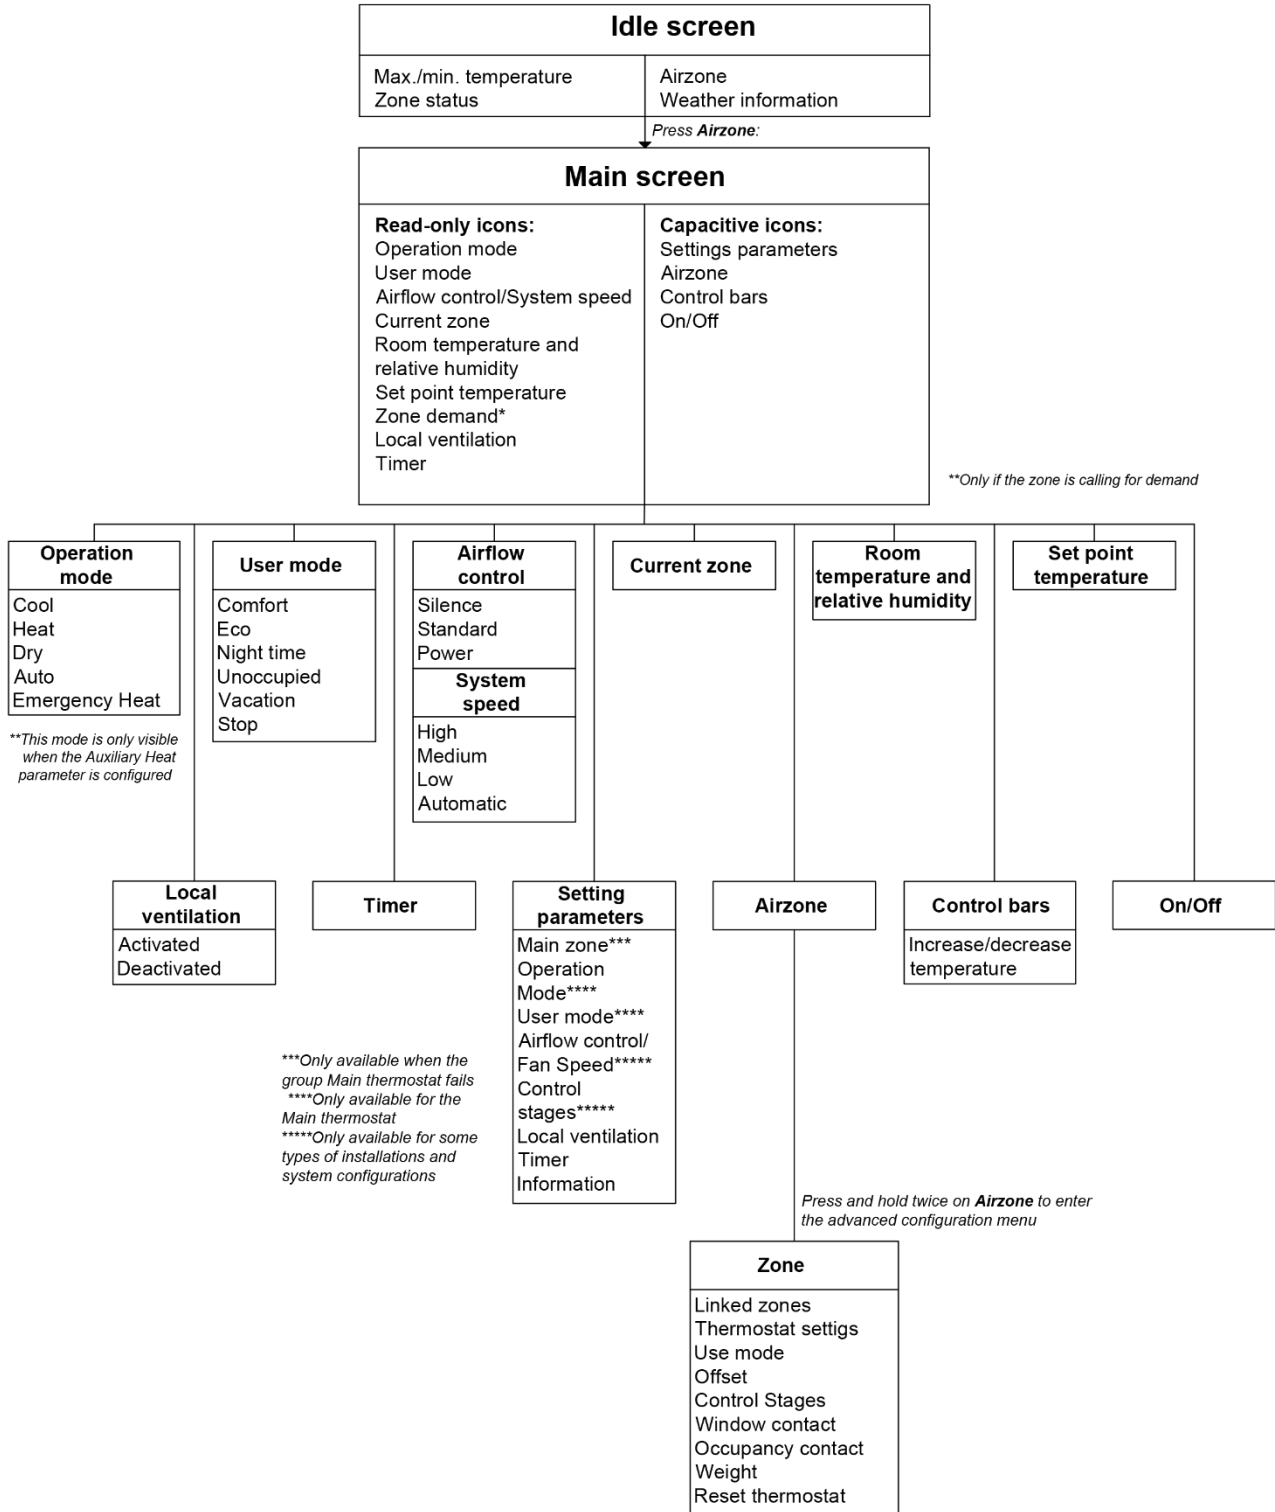 Idle screen
Max./min. temperature
Zone status
Airzone
Weather information
Press Airzone:
Main screen
Read-only icons:
Operation mode
User mode
Airflow control/System speed
Current zone
Room temperature and
relative humidity
Set point temperature
Zone demand*
Local ventilation
Timer
Capacitive icons:
Settings parameters
Airzone
Control bars
On/Off
**Only if the zone is calling for demand
Operation
mode
Cool
Heat
Dry
Auto
Emergency Heat
**This mode is only visible
when the Auxiliary Heat
parameter is configured
User mode
Comfort
Eco
Night time
Unoccupied
Vacation
Stop
Airflow
control
Silence
Standard
Power
System
speed
High
Medium
Low
Automatic
Current zone
Room
temperature and
relative humidity
Set point
temperature
Local
ventilation
Activated
Deactivated
Timer
Setting
parameters
Main zone***
Operation
Mode****
User mode****
Airflow control/
Fan Speed*****
Control
stages*****
Local ventilation
Timer
Information
Airzone
Control bars
Increase/decrease
temperature
On/Off
***Only available when the
group Main thermostat fails
****Only available for the
Main thermostat
*****Only available for some
types of installations and
system configurations
Press and hold twice on Airzone to enter
the advanced configuration menu
Zone
Linked zones
Thermostat settigs
Use mode
Offset
Control Stages
Window contact
Occupancy contact
Weight
Reset thermostat